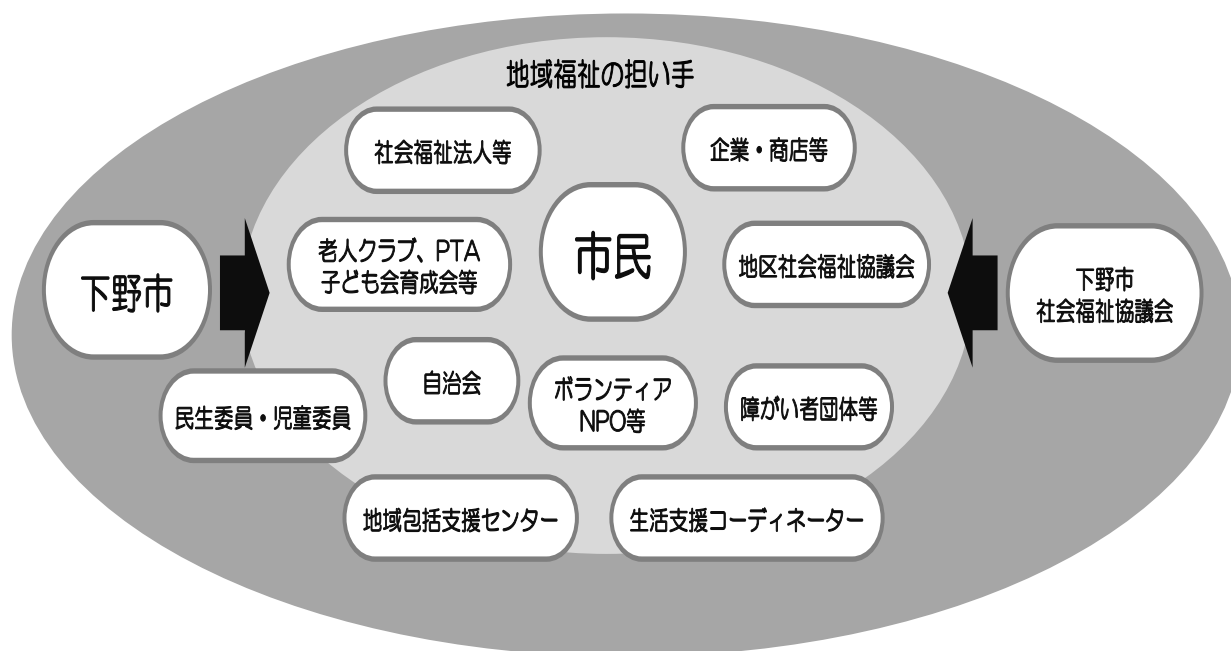 地域福祉の担い手
社会福祉法人等
企業・商店等
市民
老人クラブ、PTA
子ども会育成会等
地区社会福祉協議会
下野市
下野市
社会福祉協議会
自治会
ボランティア
NPO等
障がい者団体等
民生委員・児童委員
地域包括支援センター
生活支援コーディネーター